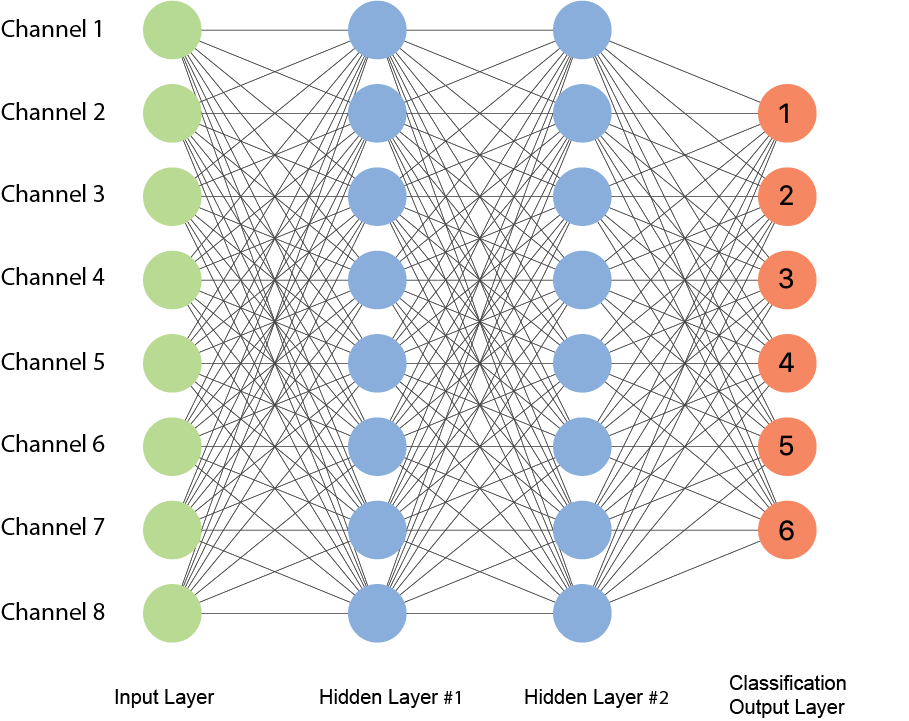 Channel 1
Channel 2
Channel 3
Channel 4
Channel 5
Channel 6
Channel 7
Channel 8
1
2
3
4
5
6
Input Layer
Hidden Layer #1
Hidden Layer #2
Classification
Output Layer